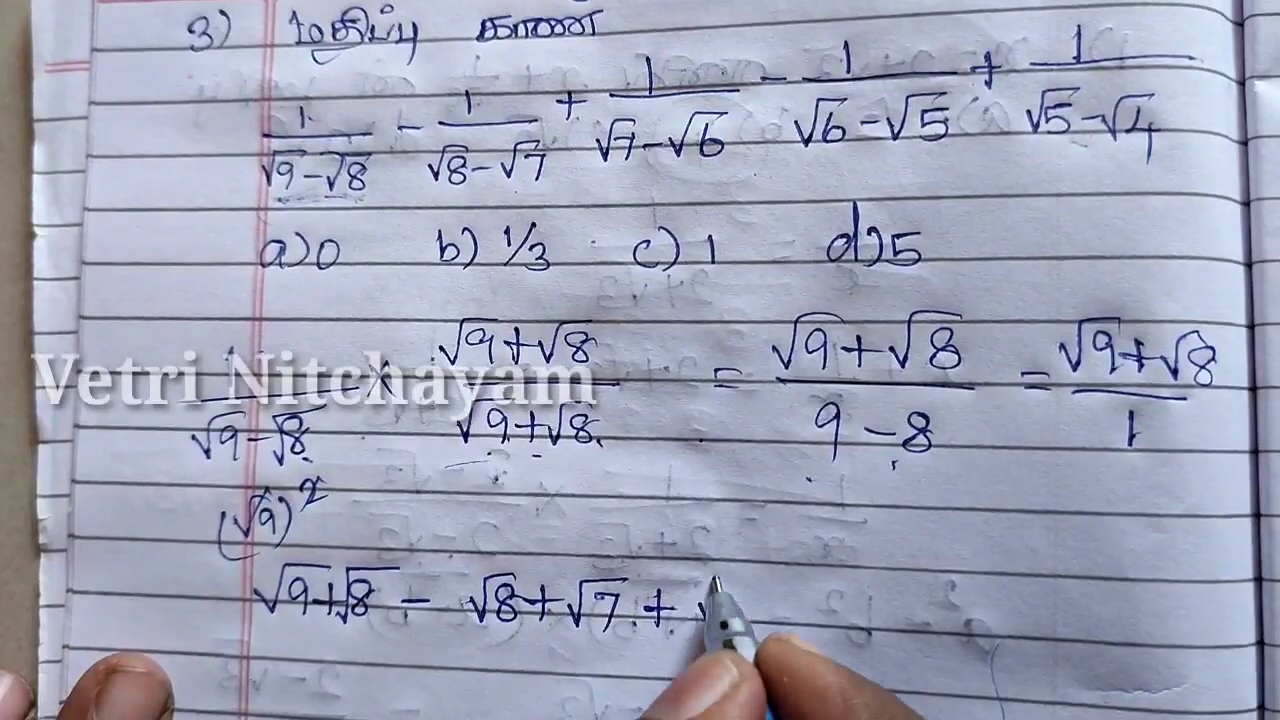 3) மதிப்பு காண்
1/(√9-√8) - 1/(√8-√7) + 1/(√7-√6) - 1/(√6-√5) + 1/(√5-√4)
a) 0 b) 1/3 c) 1 d) 5
1/(√9-√8) × (√9+√8)/(√9+√8) = (√9+√8)/(9-8) = (√9+√8)/1
Vetri Nitchayam
(√9)²
√9+√8 - √8+√7 + √